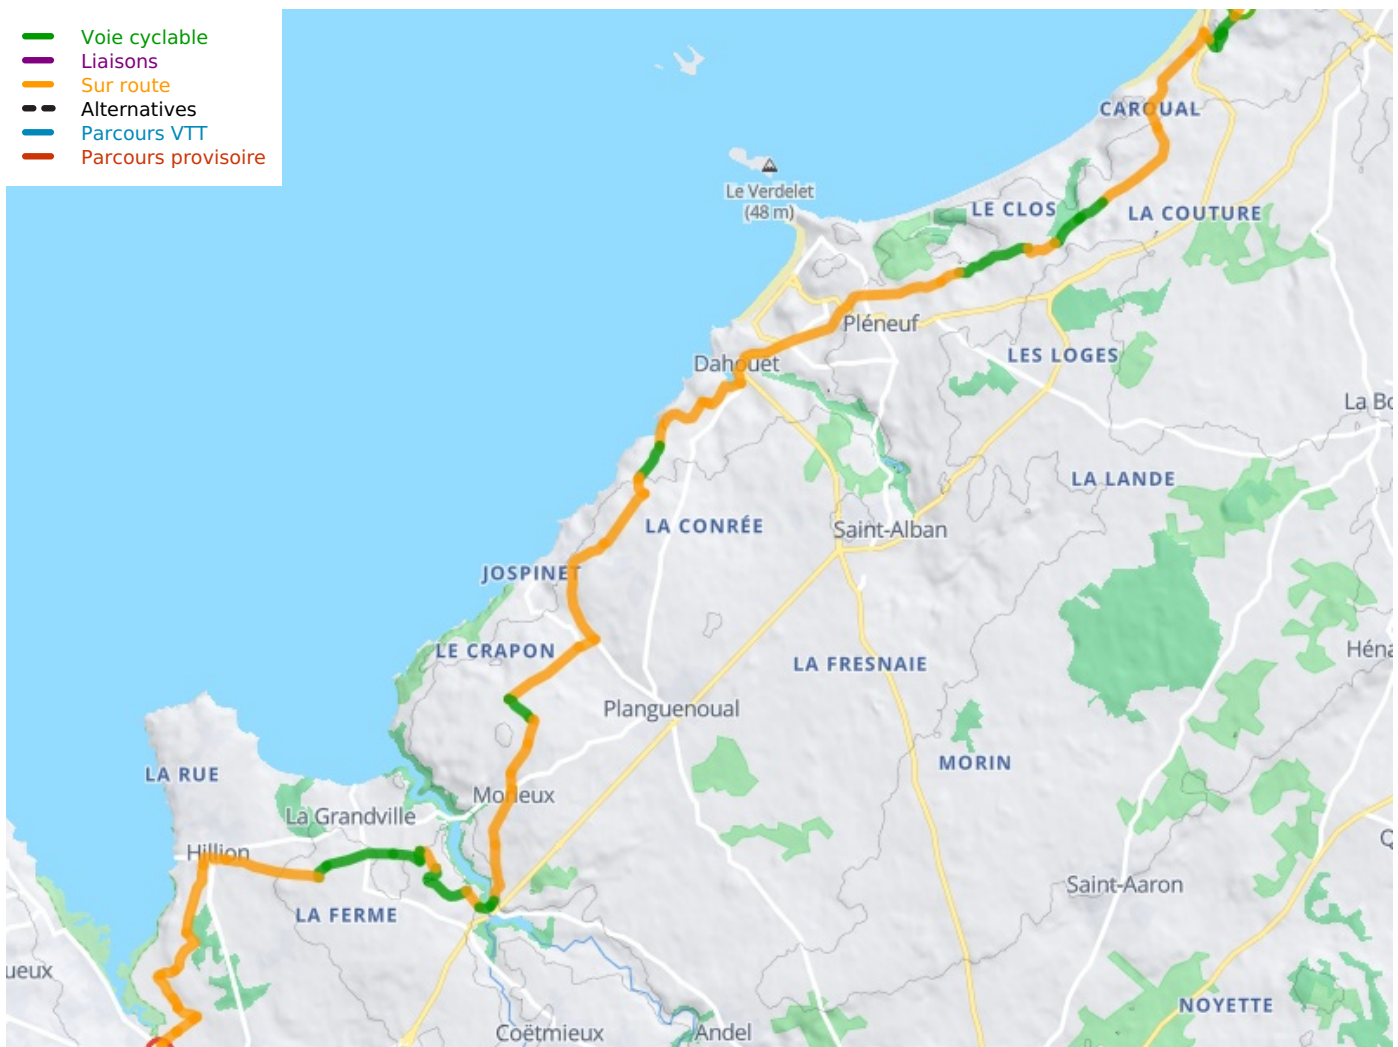 Voie cyclable
Liaisons
Sur route
Alternatives
Parcours VTT
Parcours provisoire
CAROUAL
Le Verdelet
(48 m)
LE CLOS
LA COUTURE
Pléneuf
LES LOGES
Dahouët
La Bo
LA LANDE
LA CONRÉE
Saint-Alban
JOSPINET
LE CRAPON
LA FRESNAIE
Héna
Planguenoual
MORIN
LA RUE
Morieux
La Grandville
Q
Hillion
Saint-Aaron
LA FERME
ueux
NOYETTE
Coëtmieux
Andel